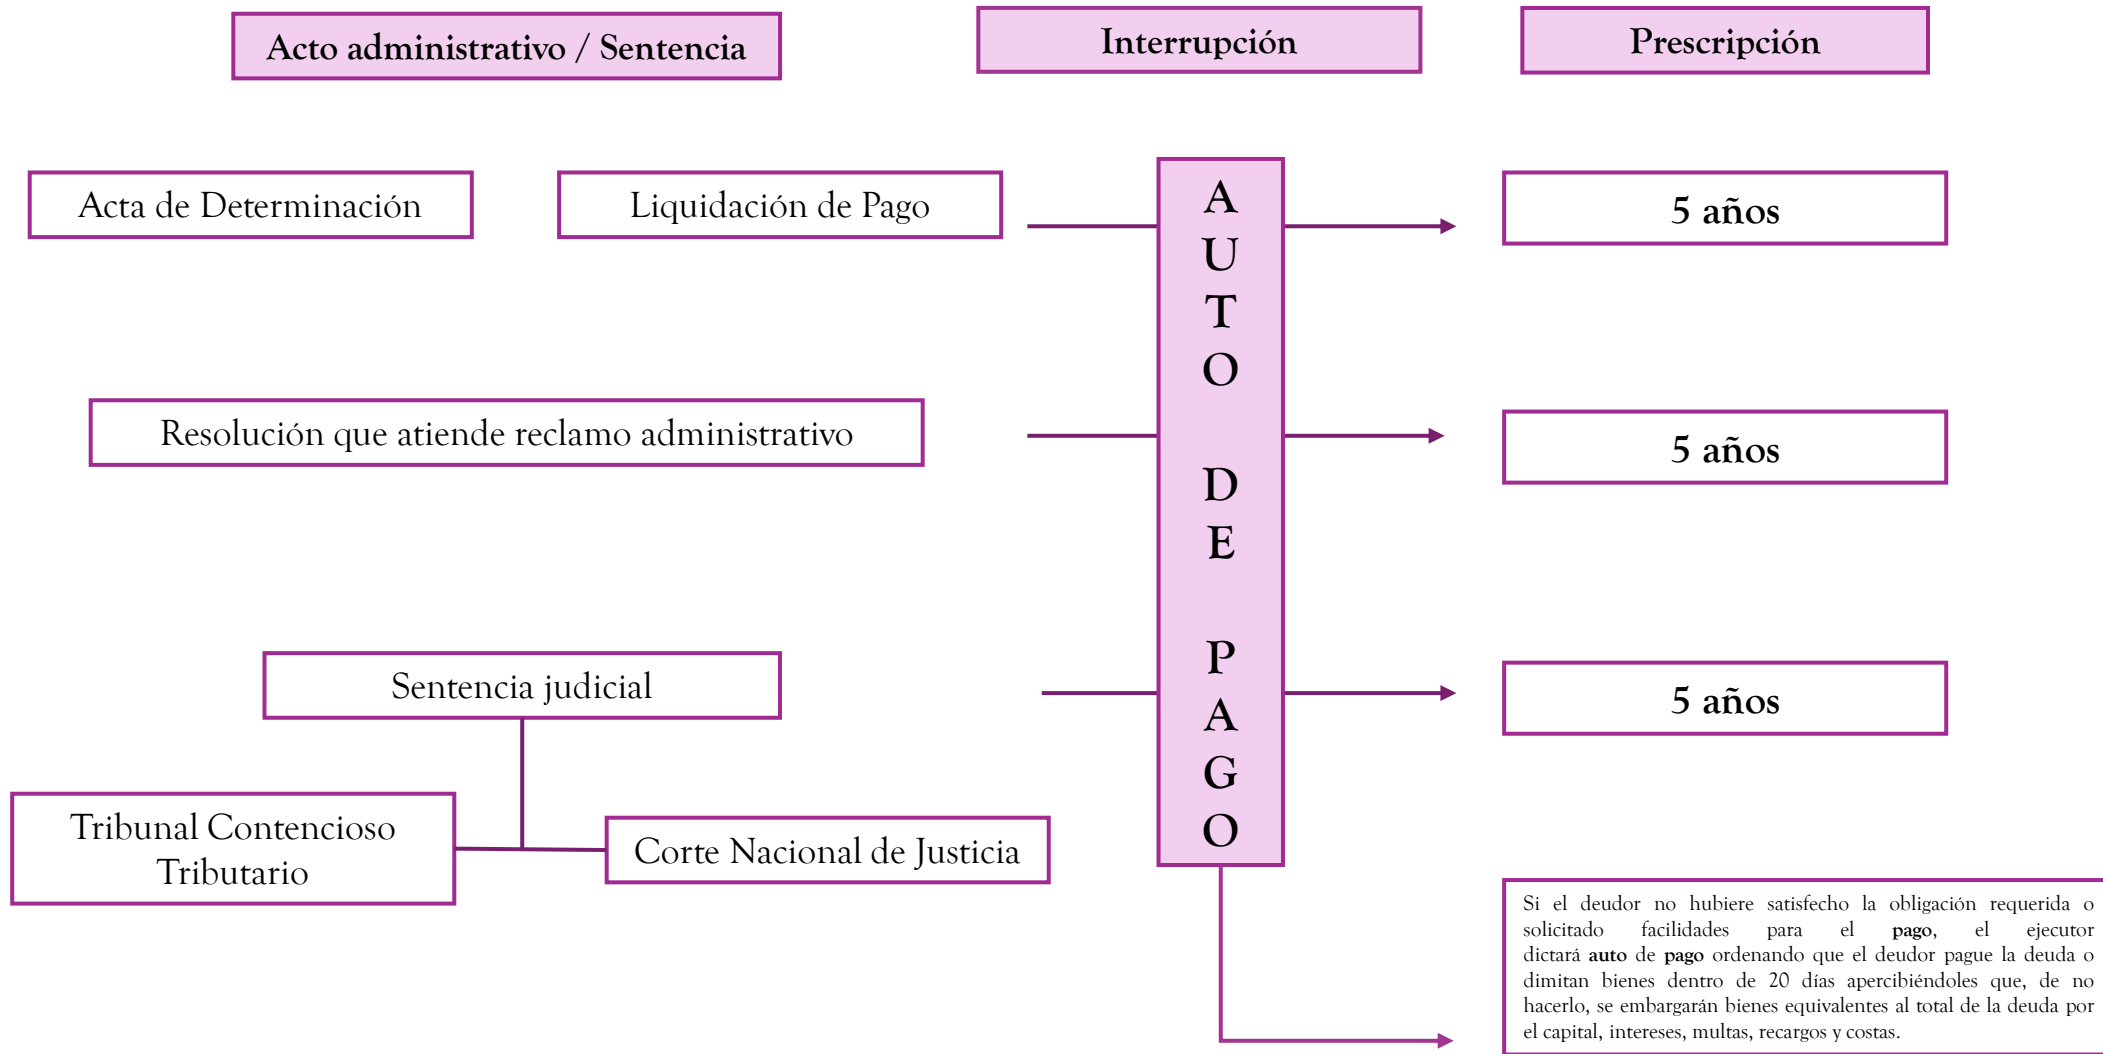 Acto administrativo / Sentencia
Interrupción
Prescripción
Acta de Determinación
Liquidación de Pago
AUTO DE PAGO
5 años
Resolución que atiende reclamo administrativo
5 años
Sentencia judicial
5 años
Tribunal Contencioso
Tributario
Corte Nacional de Justicia
Si el deudor no hubiere satisfecho la obligación requerida o
solicitado facilidades para el pago, el ejecutor
dictará auto de pago ordenando que el deudor pague la deuda o
dimitan bienes dentro de 20 días apercibiéndoles que, de no
hacerlo, se embargarán bienes equivalentes al total de la deuda por
el capital, intereses, multas, recargos y costas.